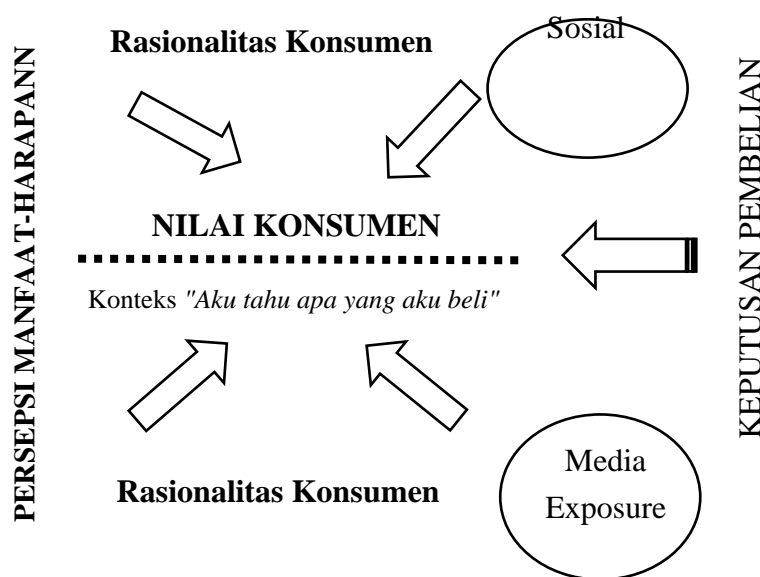 PERSEPSI MANFAAT-HARAPANN
Rasionalitas Konsumen
Sosial
NILAI KONSUMEN
Konteks "Aku tahu apa yang aku beli"
Rasionalitas Konsumen
Media
Exposure
KEPUTUSAN PEMBELIAN